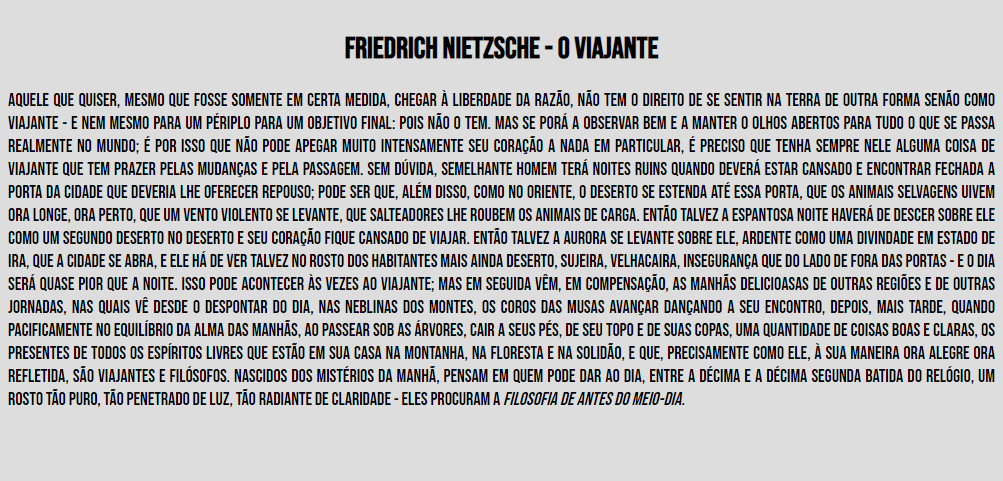 FRIEDRICH NIETZSCHE - O VIAJANTE
AQUELE QUE QUISER, MESMO QUE FOSSE SOMENTE EM CERTA MEDIDA, CHEGAR À LIBERDADE DA RAZÃO, NÃO TEM O DIREITO DE SE SENTIR NA TERRA DE OUTRA FORMA SENÃO COMO
VIAJANTE - E NEM MESMO PARA UM PÉRIPLO PARA UM OBJETIVO FINAL: POIS NÃO O TEM. MAS SE PORÁ A OBSERVAR BEM E A MANTER O OLHOS ABERTOS PARA TUDO O QUE SE PASSA
REALMENTE NO MUNDO; É POR ISSO QUE NÃO PODE APEGAR MUITO INTENSAMENTE SEU CORAÇÃO A NADA EM PARTICULAR, É PRECISO QUE TENHA SEMPRE NELE ALGUMA COISA DE
VIAJANTE QUE TEM PRAZER PELAS MUDANÇAS E PELA PASSAGEM. SEM DÚVIDA, SEMELHANTE HOMEM TERÁ NOITES RUINS QUANDO DEVERÁ ESTAR CANSADO E ENCONTRAR FECHADA A
PORTA DA CIDADE QUE DEVERIA LHE OFERECER REPOUSO; PODE SER QUE, ALÉM DISSO, COMO NO ORIENTE, O DESERTO SE ESTENDA ATÉ ESSA PORTA, QUE OS ANIMAIS SELVAGENS UIVEM
ORA LONGE, ORA PERTO, QUE UM VENTO VIOLENTO SE LEVANTE, QUE SALTEADORES LHE ROUBEM OS ANIMAIS DE CARGA. ENTÃO TALVEZ A ESPANTOSA NOITE HAVERÁ DE DESCER SOBRE ELE
COMO UM SEGUNDO DESERTO NO DESERTO E SEU CORAÇÃO FIQUE CANSADO DE VIAJAR. ENTÃO TALVEZ A AURORA SE LEVANTE SOBRE ELE, ARDENTE COMO UMA DIVINDADE EM ESTADO DE
IRA, QUE A CIDADE SE ABRA, E ELE HÁ DE VER TALVEZ NO ROSTO DOS HABITANTES MAIS AINDA DESERTO, SUJEIRA, VELHACAIRA, INSEGURANÇA QUE DO LADO DE FORA DAS PORTAS - E O DIA
SERÁ QUASE PIOR QUE A NOITE. ISSO PODE ACONTECER ÀS VEZES AO VIAJANTE; MAS EM SEGUIDA VÊM, EM COMPENSAÇÃO, AS MANHÃS DELICIOASAS DE OUTRAS REGIÕES E DE OUTRAS
JORNADAS, NAS QUAIS VÊ DESDE O DESPONTAR DO DIA, NAS NEBLINAS DOS MONTES, OS COROS DAS MUSAS AVANÇAR DANÇANDO A SEU ENCONTRO, DEPOIS, MAIS TARDE, QUANDO
PACIFICAMENTE NO EQUILÍBRIO DA ALMA DAS MANHÃS, AO PASSEAR SOB AS ÁRVORES, CAIR A SEUS PÉS, DE SEU TOPO E DE SUAS COPAS, UMA QUANTIDADE DE COISAS BOAS E CLARAS, OS
PRESENTES DE TODOS OS ESPÍRITOS LIVRES QUE ESTÃO EM SUA CASA NA MONTANHA, NA FLORESTA E NA SOLIDÃO, E QUE, PRECISAMENTE COMO ELE, À SUA MANEIRA ORA ALEGRE ORA
REFLETIDA, SÃO VIAJANTES E FILÓSOFOS. NASCIDOS DOS MISTÉRIOS DA MANHÃ, PENSAM EM QUEM PODE DAR AO DIA, ENTRE A DÉCIMA E A DÉCIMA SEGUNDA BATIDA DO RELÓGIO, UM
ROSTO TÃO PURO, TÃO PENETRADO DE LUZ, TÃO RADIANTE DE CLARIDADE - ELES PROCURAM A FILOSOFIA DE ANTES DO MEIO-DIA.